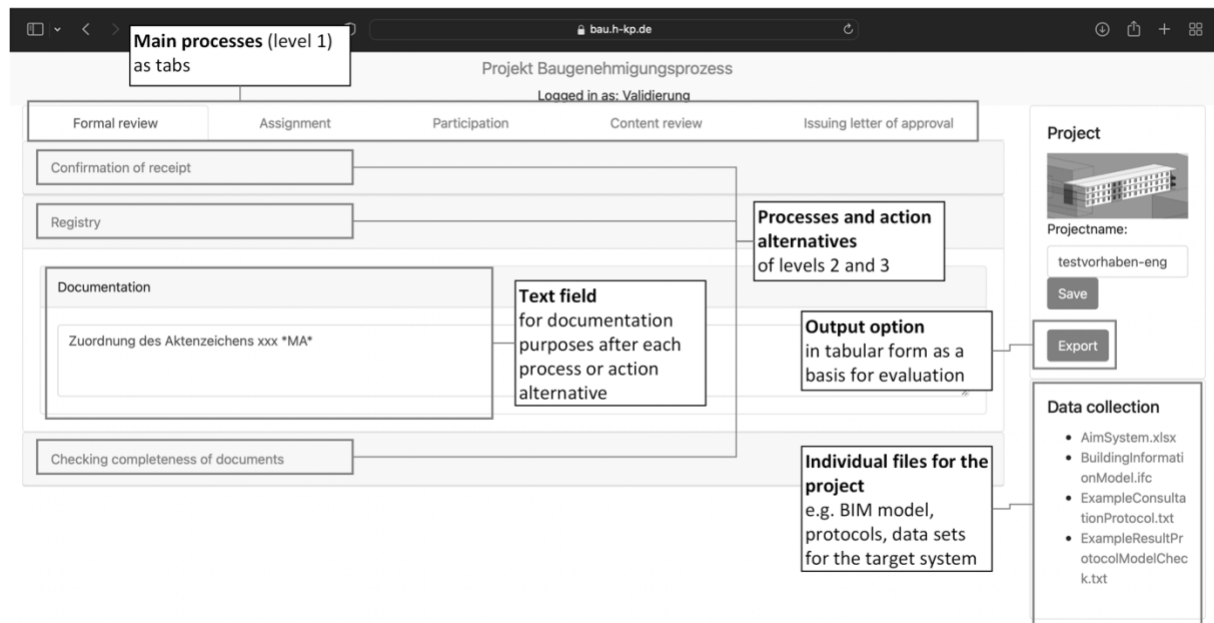 bau.h-kp.de
Main processes (level 1)
as tabs
Projekt Baugenehmigungsprozess
Logged in as: Validierung
Formal review
Assignment
Participation
Content review
Issuing letter of approval
Confirmation of receipt
Registry
Processes and action
alternatives
of levels 2 and 3
Documentation
Zuordnung des Aktenzeichens xxx *MA*
Text field
for documentation
purposes after each
process or action
alternative
Checking completeness of documents
Project
Projectname:
testvorhaben-eng
Save
Output option
in tabular form as a
basis for evaluation
Export
Individual files for the
project
e.g. BIM model,
protocols, data sets
for the target system
Data collection
AimSystem.xlsx
BuildingInformati
onModel.ifc
ExampleConsulta
tionProtocol.txt
ExampleResultPr
otocolModelChec
k.txt